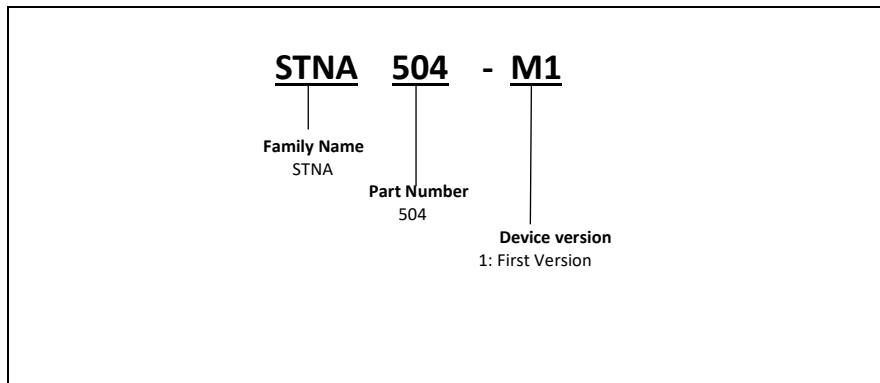 STNA 504 - M1
Family Name
STNA
Part Number
504
Device version
1: First Version